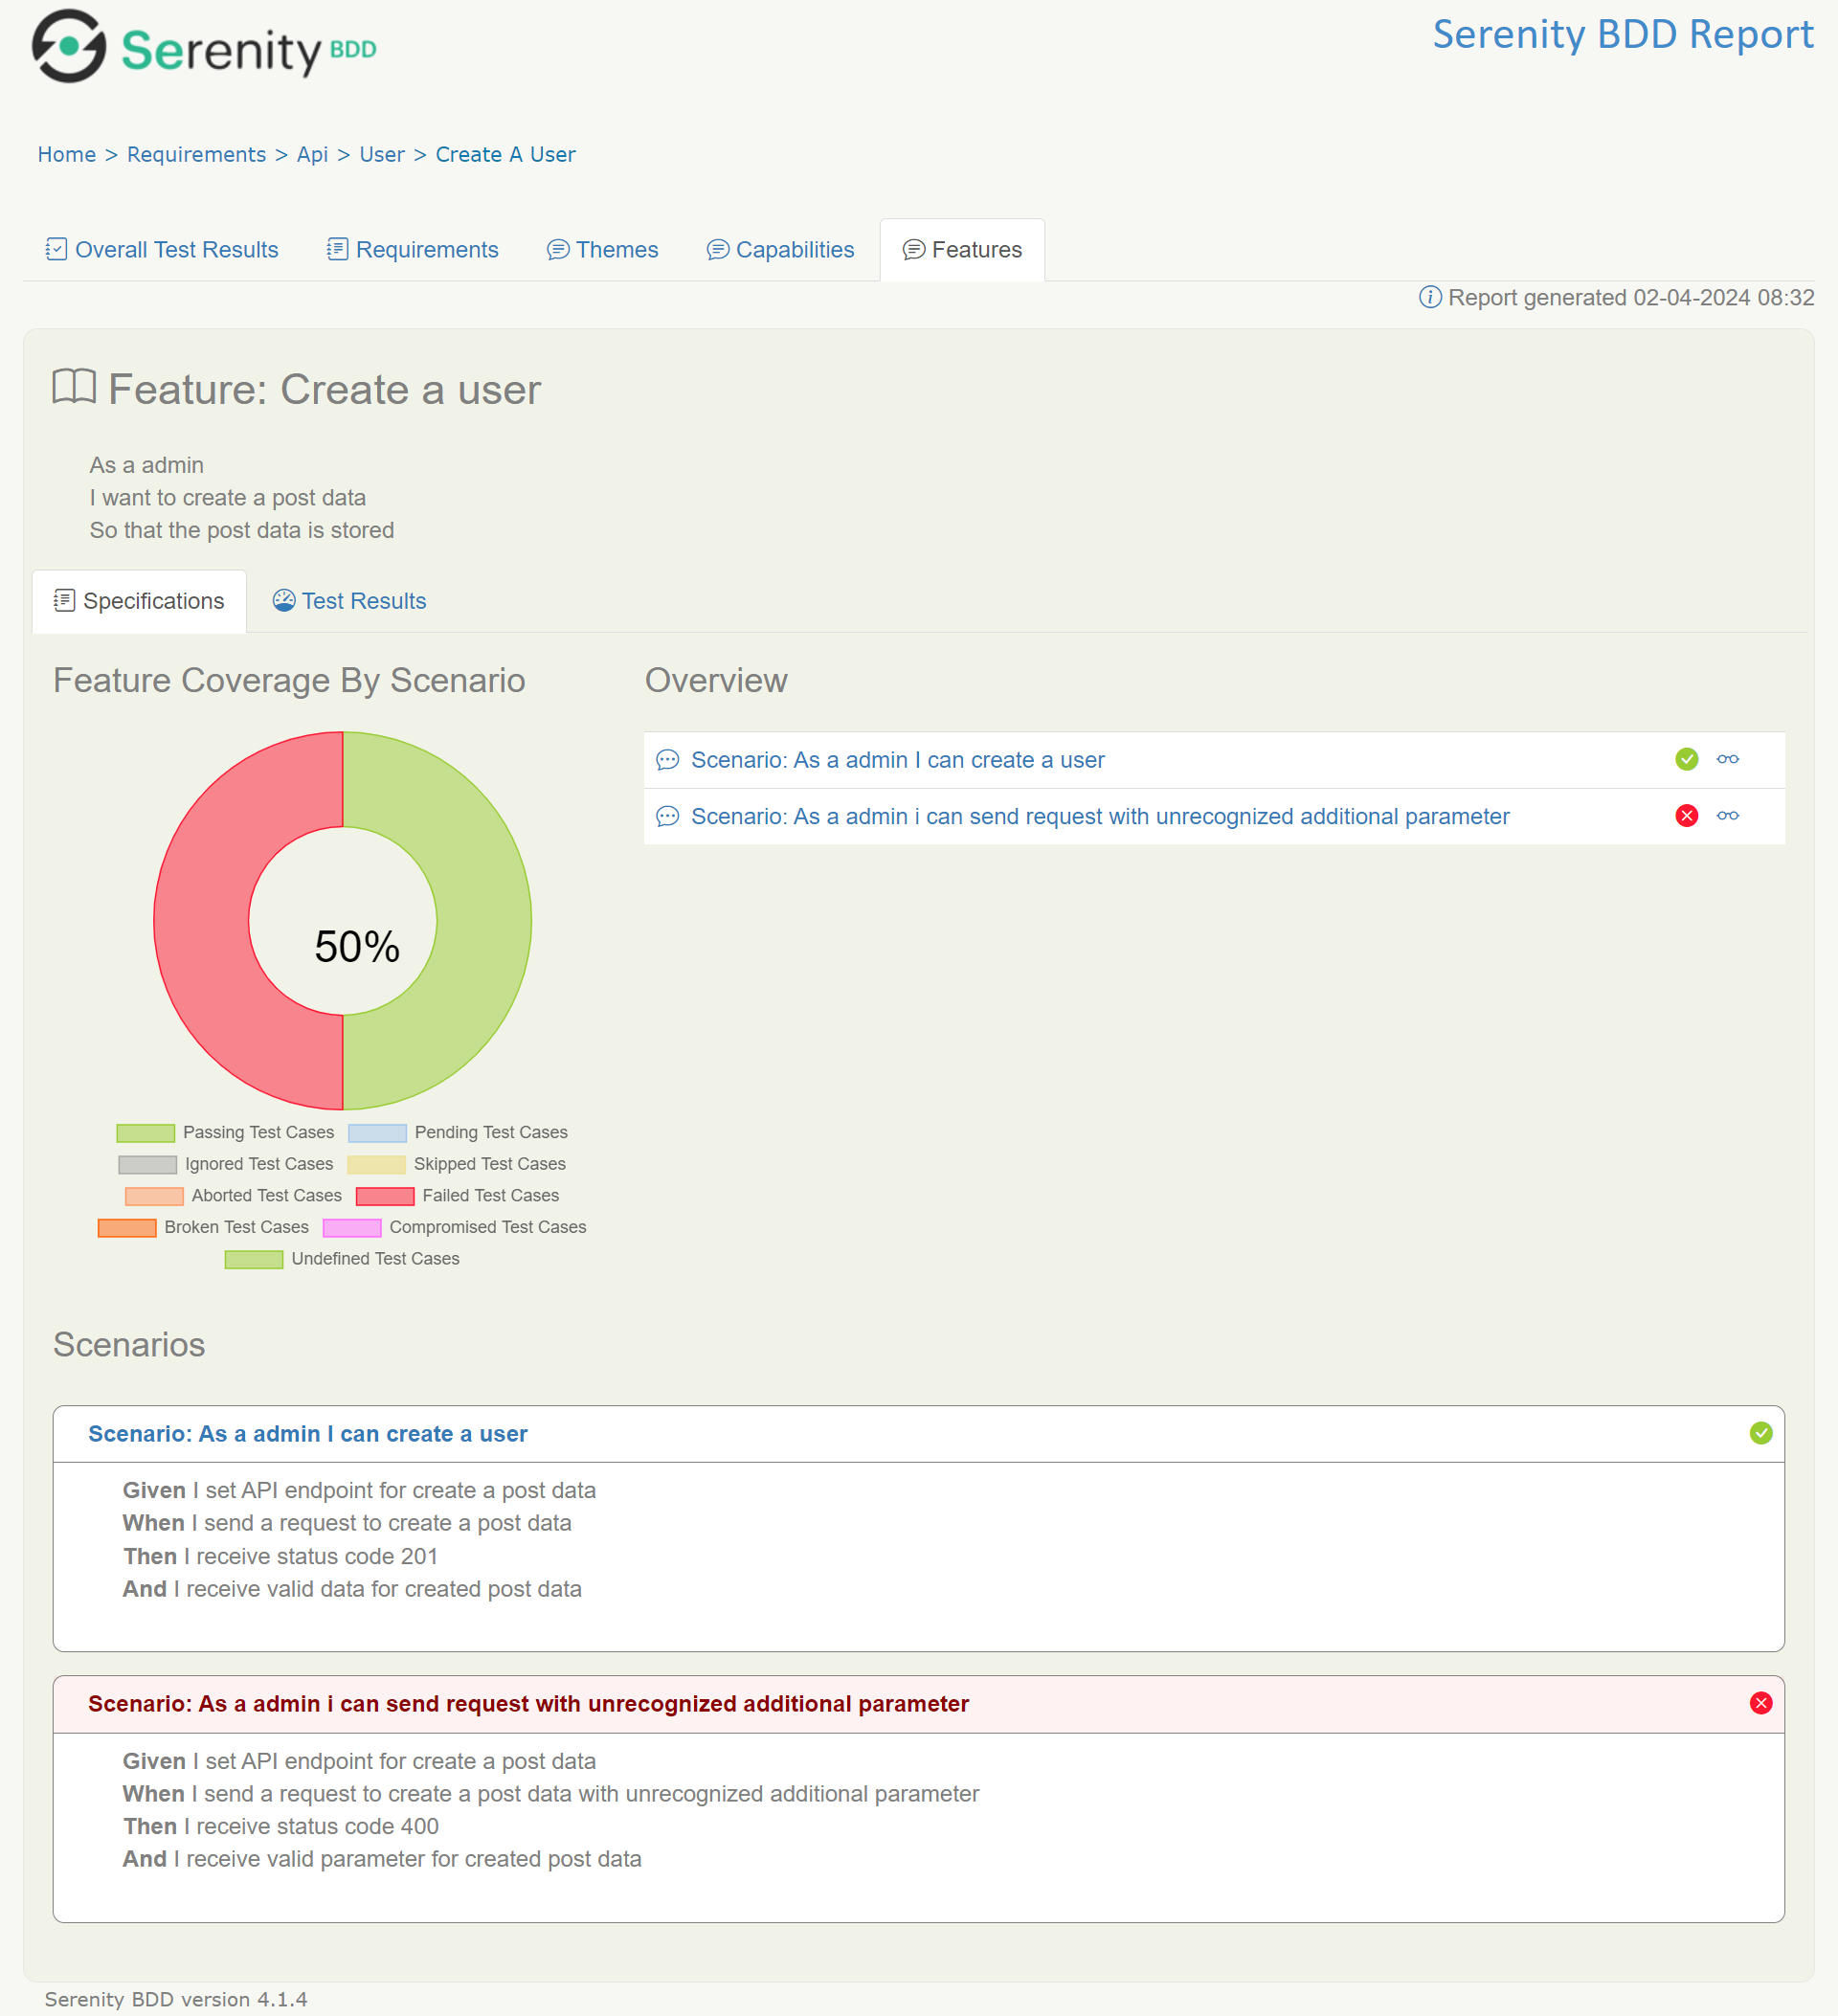 Serenity BDD
Serenity BDD Report
Home > Requirements > Api > User > Create A User
Overall Test Results Requirements Themes Capabilities Features
Report generated 02-04-2024 08:32
Feature: Create a user
As a admin
I want to create a post data
So that the post data is stored
Specifications Test Results
Feature Coverage By Scenario
Overview
Scenario: As a admin I can create a user
Scenario: As a admin i can send request with unrecognized additional parameter
50%
Passing Test Cases Pending Test Cases
Ignored Test Cases Skipped Test Cases
Aborted Test Cases Failed Test Cases
Broken Test Cases Compromised Test Cases
Undefined Test Cases
Scenarios
Scenario: As a admin I can create a user
Given I set API endpoint for create a post data
When I send a request to create a post data
Then I receive status code 201
And I receive valid data for created post data
Scenario: As a admin i can send request with unrecognized additional parameter
Given I set API endpoint for create a post data
When I send a request to create a post data with unrecognized additional parameter
Then I receive status code 400
And I receive valid parameter for created post data
Serenity BDD version 4.1.4